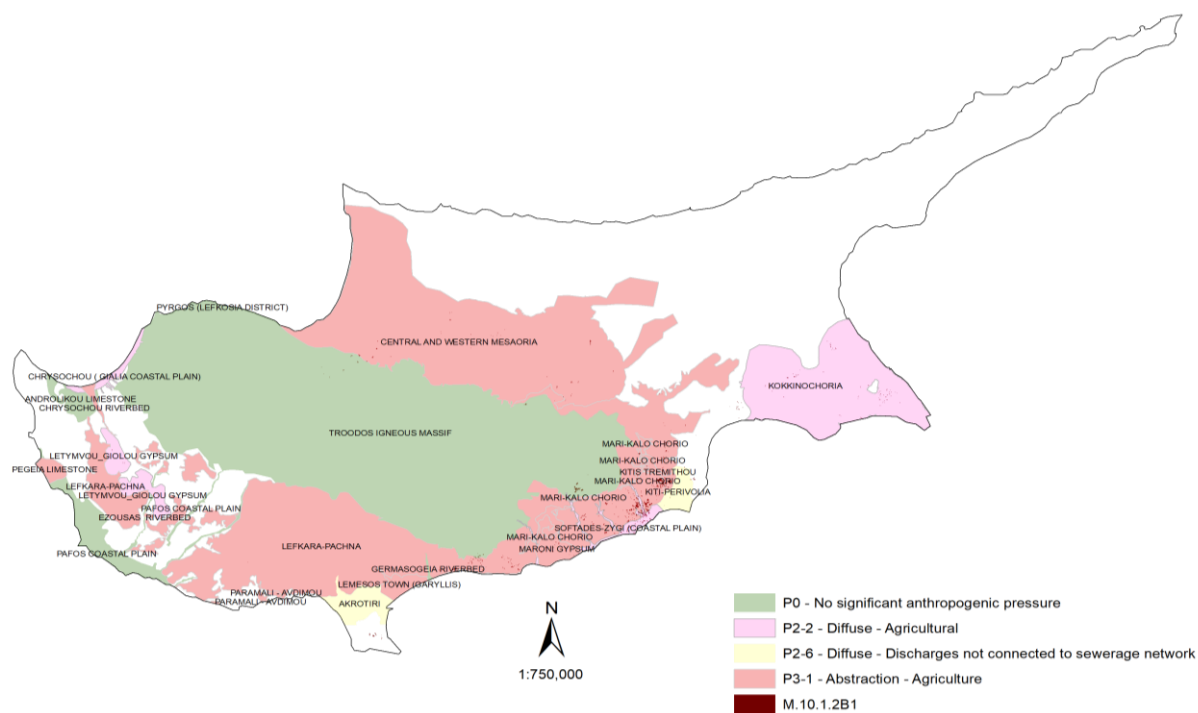 PYRGOS (LEFKOSIA DISTRICT)
CENTRAL AND WESTERN MESAORIA
CHRYSOCHOU ( GIALIA COASTAL PLAIN)
KOKKINOCHORIA
ANDROLIKOU LIMESTONE
CHRYSOCHOU RIVERBED
TROODOS IGNEOUS MASSIF
MARI-KALO CHORIO
LETYMVOU_GIOLOU GYPSUM
MARI-KALO CHORIO
PEGEIA LIMESTONE
KITIS TREMITHOU
MARI-KALO CHORIO
LEFKARA-PACHNA
KITI-PERIVOLIA
LETYMVOU_GIOLOU GYPSUM
MARI-KALO CHORIO
PAFOS COASTAL PLAIN
EZOUSAS RIVERBED
SOFTADES-ZYGI (COASTAL PLAIN)
MARI-KALO CHORIO
LEFKARA-PACHNA
MARONI GYPSUM
PAFOS COASTAL PLAIN
GERMASOGEIA RIVERBED
LEMESOS TOWN (GARYLLIS)
PARAMALI - AVDIMOU
PARAMALI - AVDIMOU
AKROTIRI
N
1:750,000
P0 - No significant anthropogenic pressure
P2-2 - Diffuse - Agricultural
P2-6 - Diffuse - Discharges not connected to sewerage network
P3-1 - Abstraction - Agriculture
M.10.1.2B1